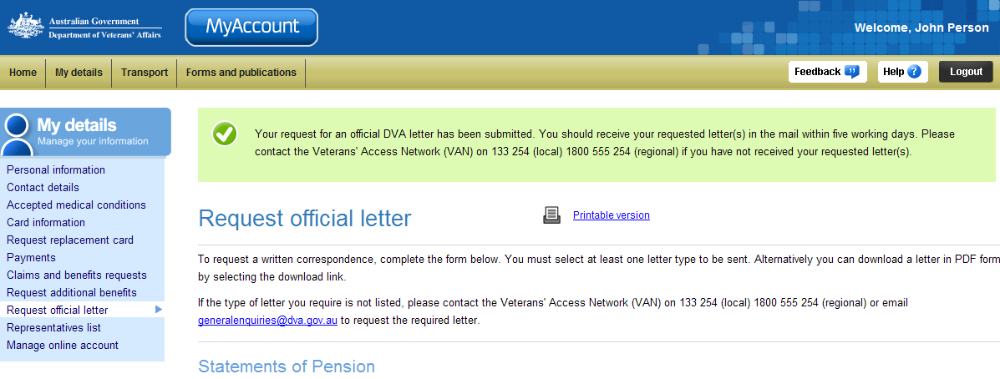 Australian Government
Department of Veterans' Affairs
MyAccount
Welcome, John Person
Home
My details
Transport
Forms and publications
Feedback
Help ?
Logout
My details
Manage your information
Personal information
Contact details
Accepted medical conditions
Card information
Request replacement card
Payments
Claims and benefits requests
Request additional benefits
Request official letter
Representatives list
Manage online account
Your request for an official DVA letter has been submitted. You should receive your requested letter(s) in the mail within five working days. Please
contact the Veterans' Access Network (VAN) on 133 254 (local) 1800 555 254 (regional) if you have not received your requested letter(s).
Request official letter
Printable version
To request a written correspondence, complete the form below. You must select at least one letter type to be sent. Alternatively you can download a letter in PDF form
by selecting the download link.
If the type of letter you require is not listed, please contact the Veterans' Access Network (VAN) on 133 254 (local) 1800 555 254 (regional) or email
generalenquiries@dva.gov.au to request the required letter.
Statements of Pension